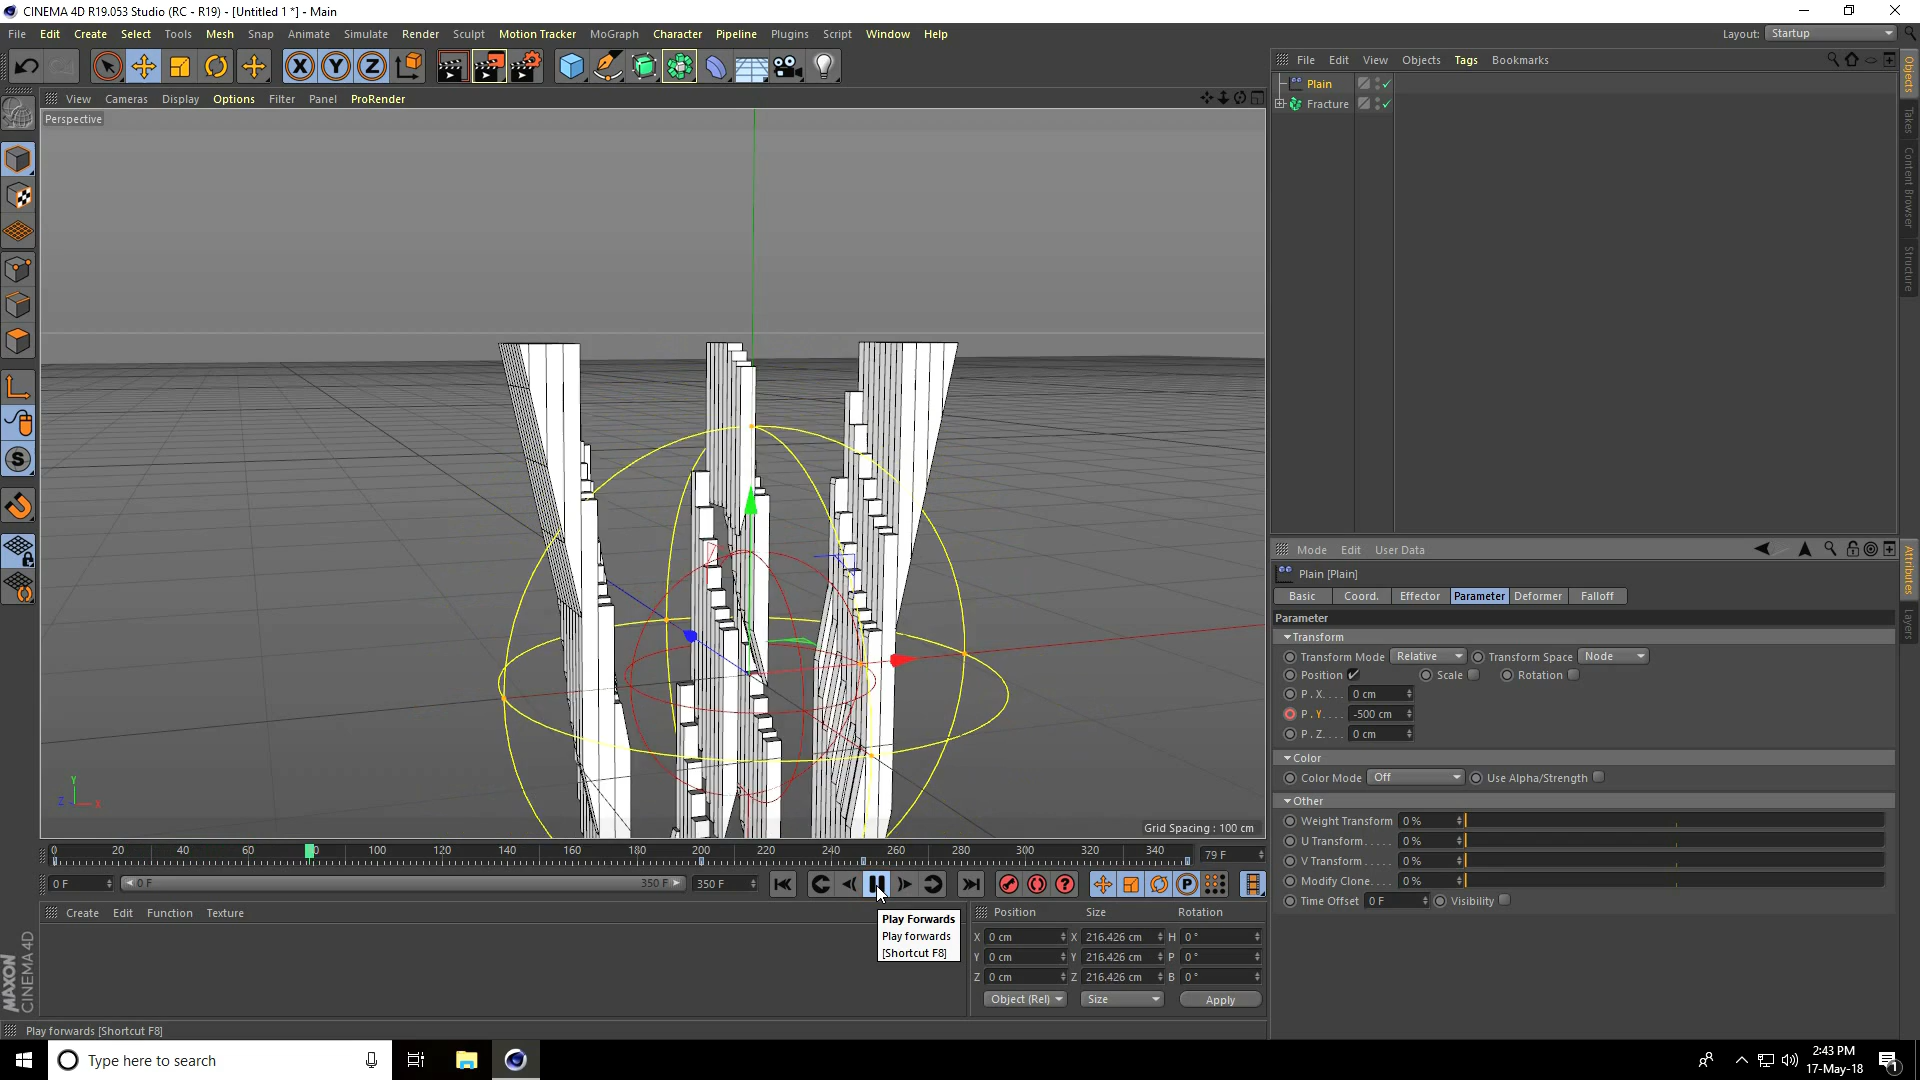 CINEMA 4D R19.053 Studio (RC - R19) - [Untitled 1 *] - Main
File Edit Create Select Tools Mesh Snap Animate Simulate Render Sculpt Motion Tracker MoGraph Character Pipeline Plugins Script Window Help
Layout: Startup
View Cameras Display Options Filter Panel ProRender
Perspective
File Edit View Objects Tags Bookmarks
Plain
Fracture
Objects
Takes
Content Browser
Structure
Mode Edit User Data
Plain [Plain]
Basic Coord. Effector Parameter Deformer Falloff
Parameter
Transform
Transform Mode Relative Transform Space Node
Position Scale Rotation
P . X. . . . 0 cm
P . Y. . . . -500 cm
P . Z. . . . 0 cm
Color
Color Mode Off Use Alpha/Strength
Other
Weight Transform 0 %
U Transform. . . . . 0 %
V Transform. . . . . 0 %
Modify Clone. . . . 0 %
Time Offset 0 F Visibility
Attributes
Layers
Y
Z X
Grid Spacing : 100 cm
0 20 40 60 80 100 120 140 160 180 200 220 240 260 280 300 320 340
79 F
0 F 0 F 350 F 350 F
Play Forwards
Play forwards
[Shortcut F8]
Create Edit Function Texture
Position Size Rotation
X 0 cm X 216.426 cm H 0 °
Y 0 cm Y 216.426 cm P 0 °
Z 0 cm Z 216.426 cm B 0 °
Object (Rel) Size Apply
MAXON
CINEMA 4D
Play forwards [Shortcut F8]
Type here to search
2:43 PM
17-May-18
1